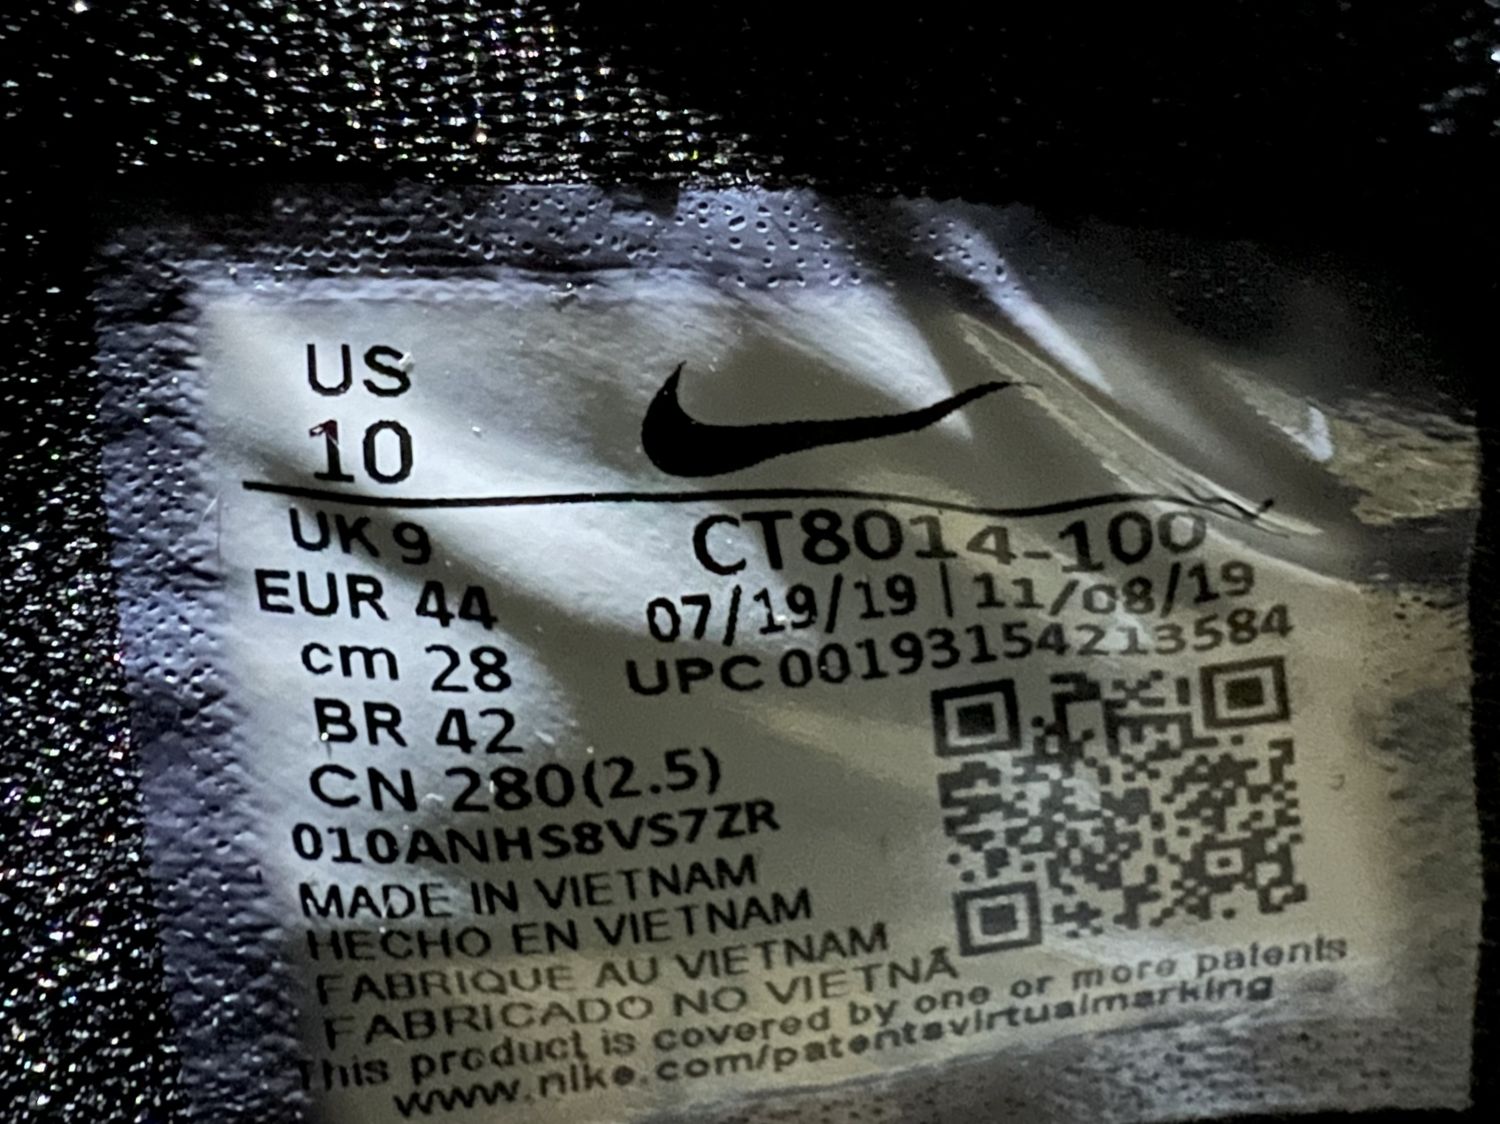 US
10
UK 9
EUR 44
cm 28
BR 42
CN 280(2.5)
010ANHS8VS7ZR
MADE IN VIETNAM
HECHO EN VIETNAM
FABRIQUE AU VIETNAM
FABRICADO NO VIETNÃ
This product is covered by one or more patents
www.nike.com/patentsvirtualmarking
CT8014-100
07/19/19 | 11/08/19
UPC 00193154213584